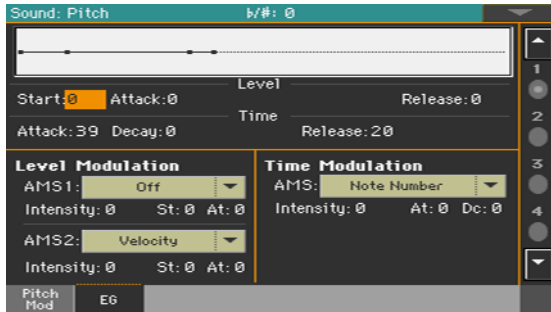 Sound: Pitch ♭/#: 0
Level
Start:0 Attack:0 Release:0
Time
Attack:39 Decay:0 Release:20
Level Modulation
AMS1: Off
Intensity:0 St:0 At:0
AMS2: Velocity
Intensity:0 St:0 At:0
Time Modulation
AMS: Note Number
Intensity:0 At:0 Dc:0
1
2
3
4
Pitch Mod
EG